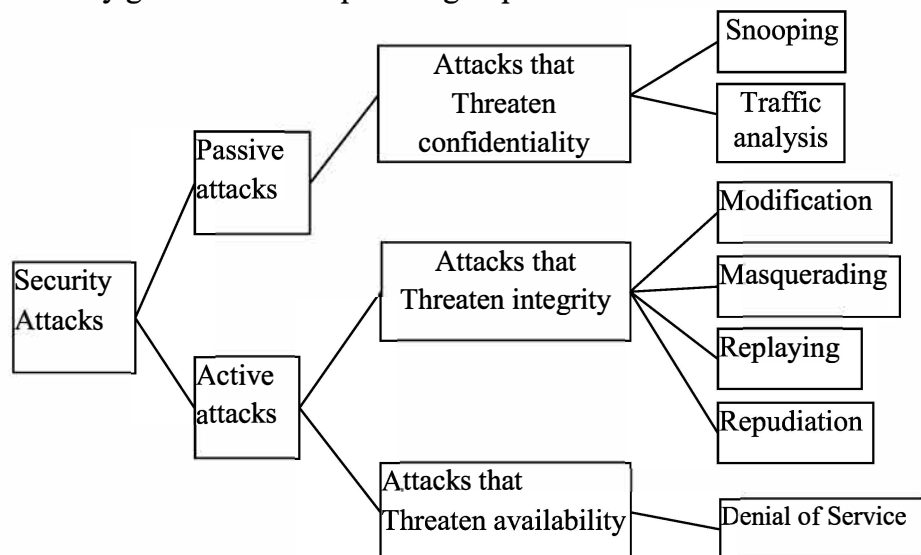 Snooping
Attacks that
Threaten
confidentiality
Traffic
analysis
Passive
attacks
Modification
Attacks that
Threaten integrity
Masquerading
Security
Attacks
Replaying
Active
attacks
Repudiation
Attacks that
Threaten availability
Denial of Service